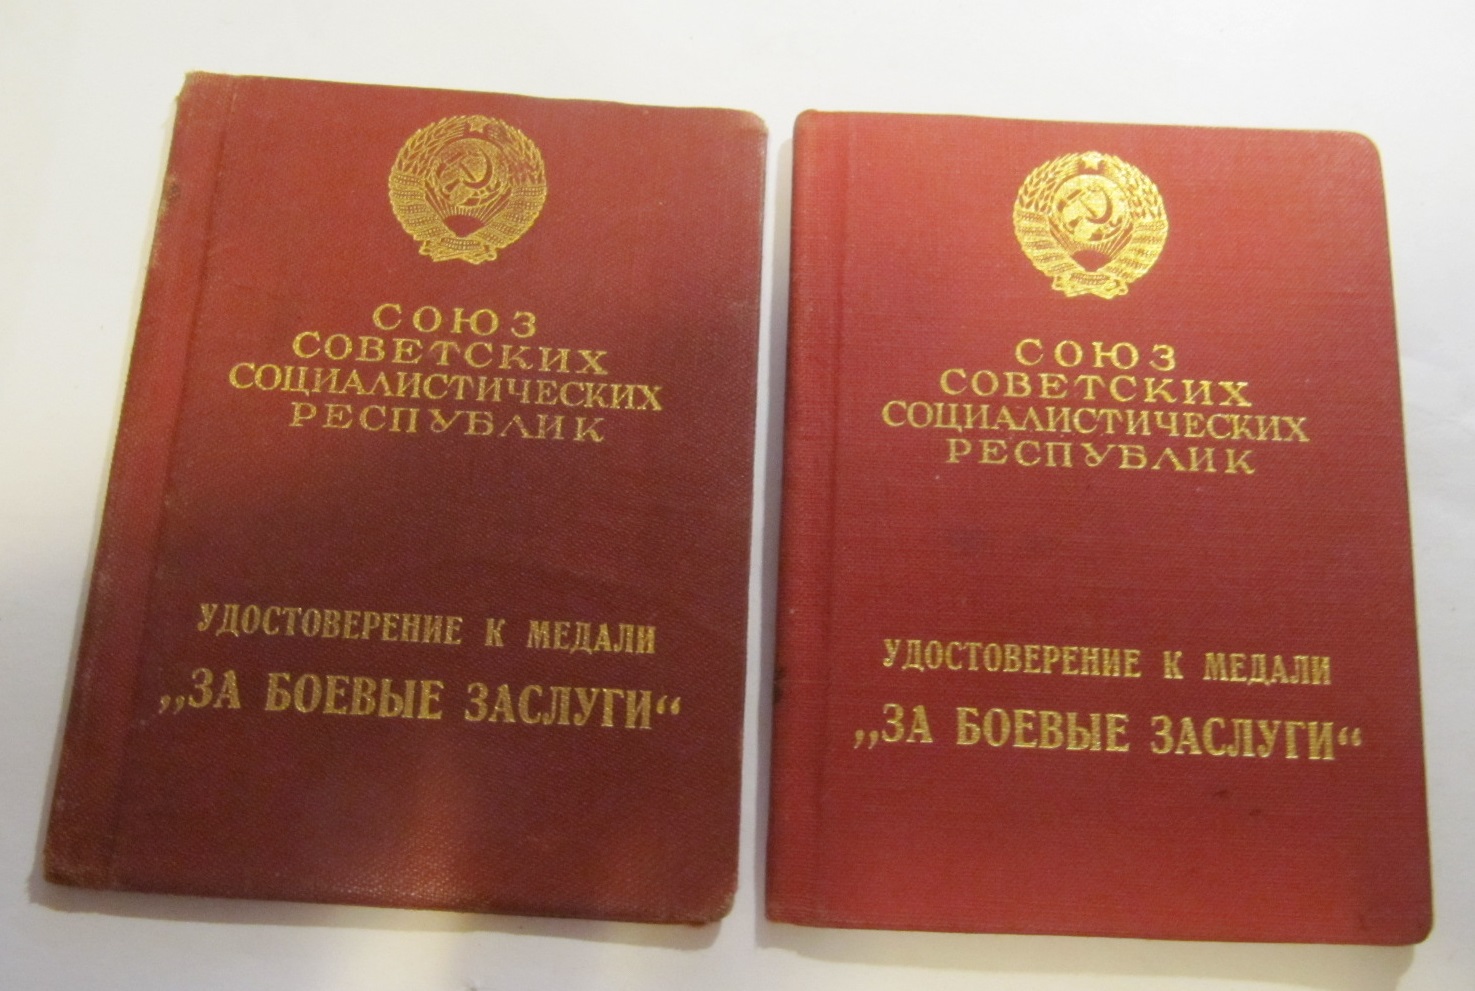 СОЮЗ
СОВЕТСКИХ
СОЦИАЛИСТИЧЕСКИХ
РЕСПУБЛИК
УДОСТОВЕРЕНИЕ К МЕДАЛИ
„ЗА БОЕВЫЕ ЗАСЛУГИ“
СОЮЗ
СОВЕТСКИХ
СОЦИАЛИСТИЧЕСКИХ
РЕСПУБЛИК
УДОСТОВЕРЕНИЕ К МЕДАЛИ
„ЗА БОЕВЫЕ ЗАСЛУГИ“